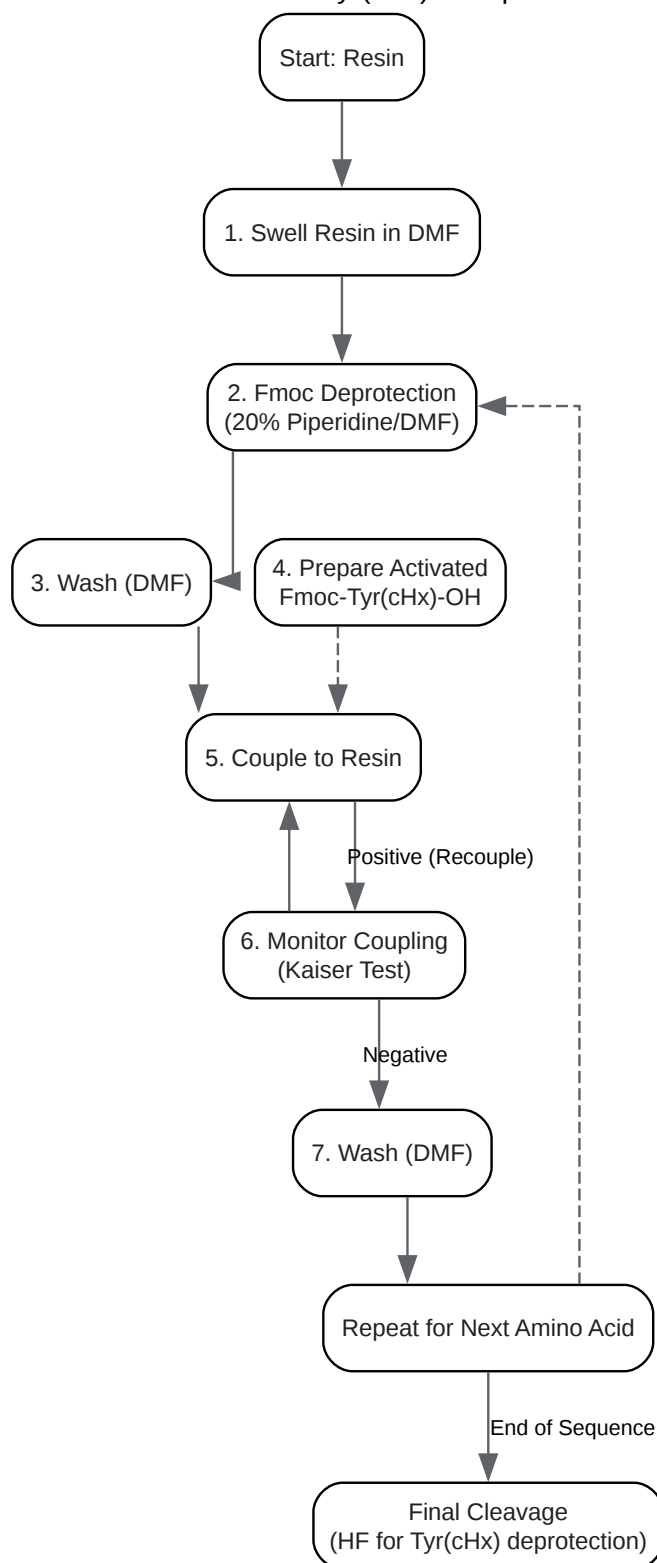 Start: Resin
1. Swell Resin in DMF
2. Fmoc Deprotection
(20% Piperidine/DMF)
3. Wash (DMF)
4. Prepare Activated
Fmoc-Tyr(cHx)-OH
5. Couple to Resin
Positive (Recouple)
6. Monitor Coupling
(Kaiser Test)
Negative
7. Wash (DMF)
Repeat for Next Amino Acid
End of Sequence
Final Cleavage
(HF for Tyr(cHx) deprotection)